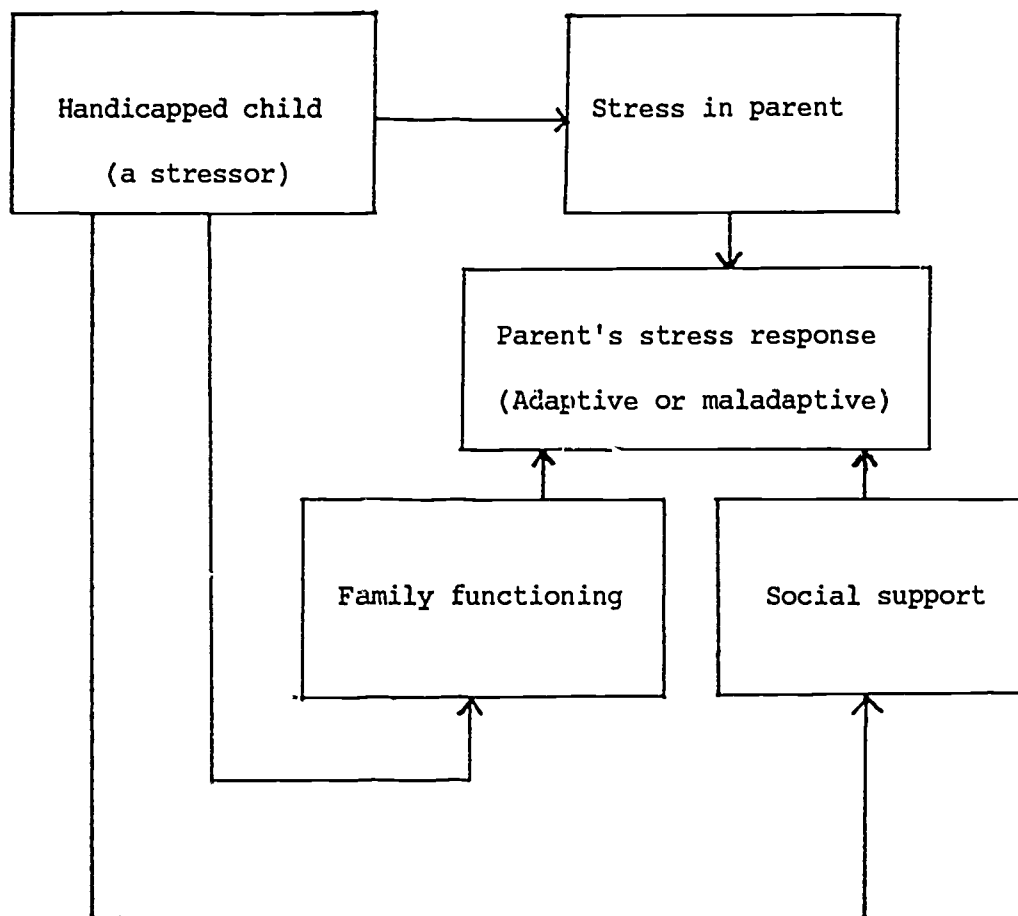 Handicapped child
(a stressor)
Stress in parent
Parent's stress response
(Adaptive or maladaptive)
Family functioning
Social support